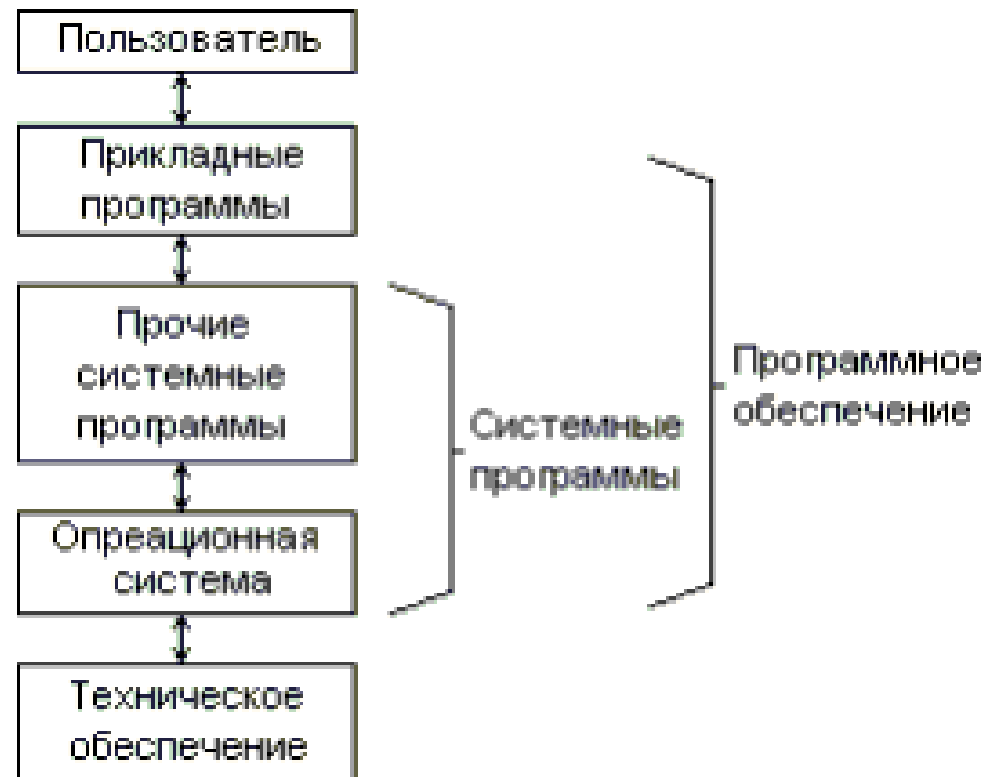 Пользователь
Прикладные
программы
Прочие
системные
программы
Системные
программы
Программное
обеспечение
Опреационная
система
Техническое
обеспечение